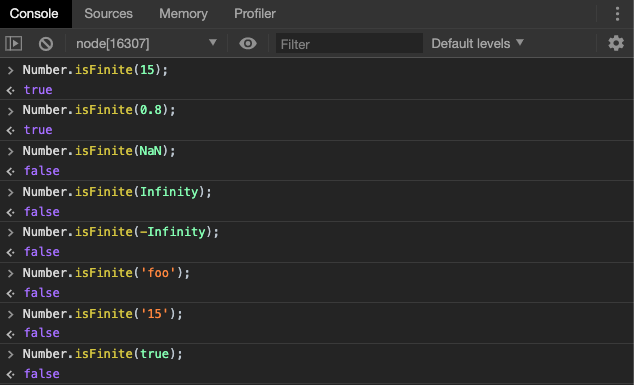 Console Sources Memory Profiler
node[16307] Filter Default levels
Number.isFinite(15);
true
Number.isFinite(0.8);
true
Number.isFinite(NaN);
false
Number.isFinite(Infinity);
false
Number.isFinite(-Infinity);
false
Number.isFinite('foo');
false
Number.isFinite('15');
false
Number.isFinite(true);
false